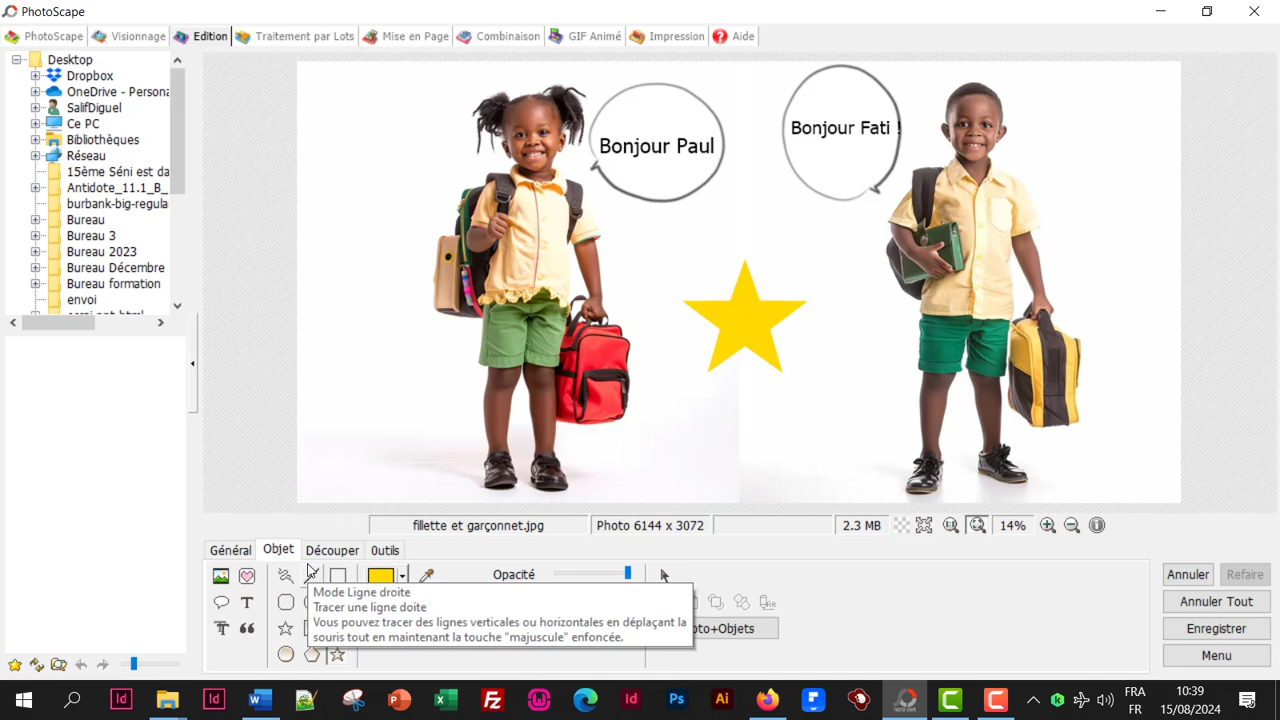 PhotoScape
PhotoScape
Visionnage
Edition
Traitement par Lots
Mise en Page
Combinaison
GIF Animé
Impression
Aide
Desktop
Dropbox
OneDrive - Persona
SalifDiguel
Ce PC
Bibliothèques
Réseau
15ème Séni est da
Antidote_11.1_B_
burbank-big-regula
Bureau
Bureau 3
Bureau 2023
Bureau Décembre
Bureau formation
envoi
Bonjour Paul
Bonjour Fati !
fillette et garçonnet.jpg
Photo 6144 x 3072
2.3 MB
14%
Général
Objet
Découper
Outils
Opacité
Mode Ligne droite
Tracer une ligne doite
Vous pouvez tracer des lignes verticales ou horizontales en déplaçant la
souris tout en maintenant la touche "majuscule" enfoncée.
oto+Objets
Annuler
Refaire
Annuler Tout
Enregistrer
Menu
FRA
FR
10:39
15/08/2024